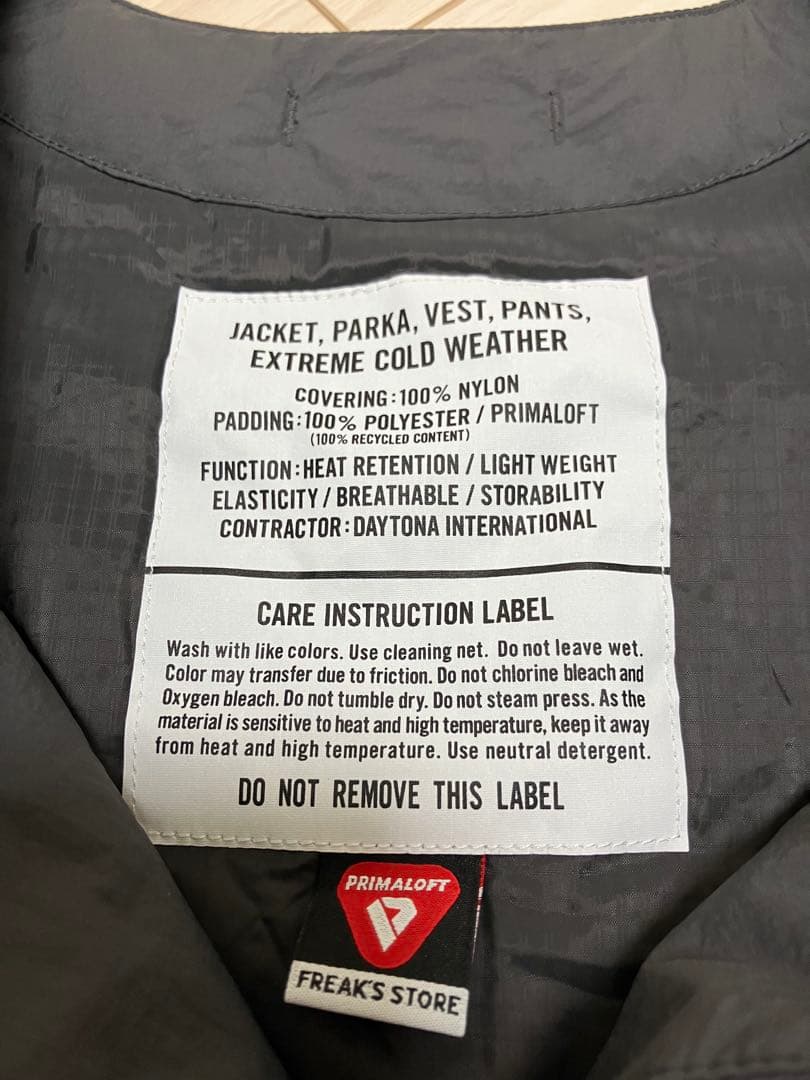 JACKET, PARKA, VEST, PANTS,
EXTREME COLD WEATHER
COVERING:100% NYLON
PADDING:100% POLYESTER / PRIMALOFT
(100% RECYCLED CONTENT)
FUNCTION:HEAT RETENTION / LIGHT WEIGHT
ELASTICITY / BREATHABLE / STORABILITY
CONTRACTOR:DAYTONA INTERNATIONAL
CARE INSTRUCTION LABEL
Wash with like colors. Use cleaning net. Do not leave wet.
Color may transfer due to friction. Do not chlorine bleach and
Oxygen bleach. Do not tumble dry. Do not steam press. As the
material is sensitive to heat and high temperature, keep it away
from heat and high temperature. Use neutral detergent.
DO NOT REMOVE THIS LABEL
PRIMALOFT
FREAK'S STORE